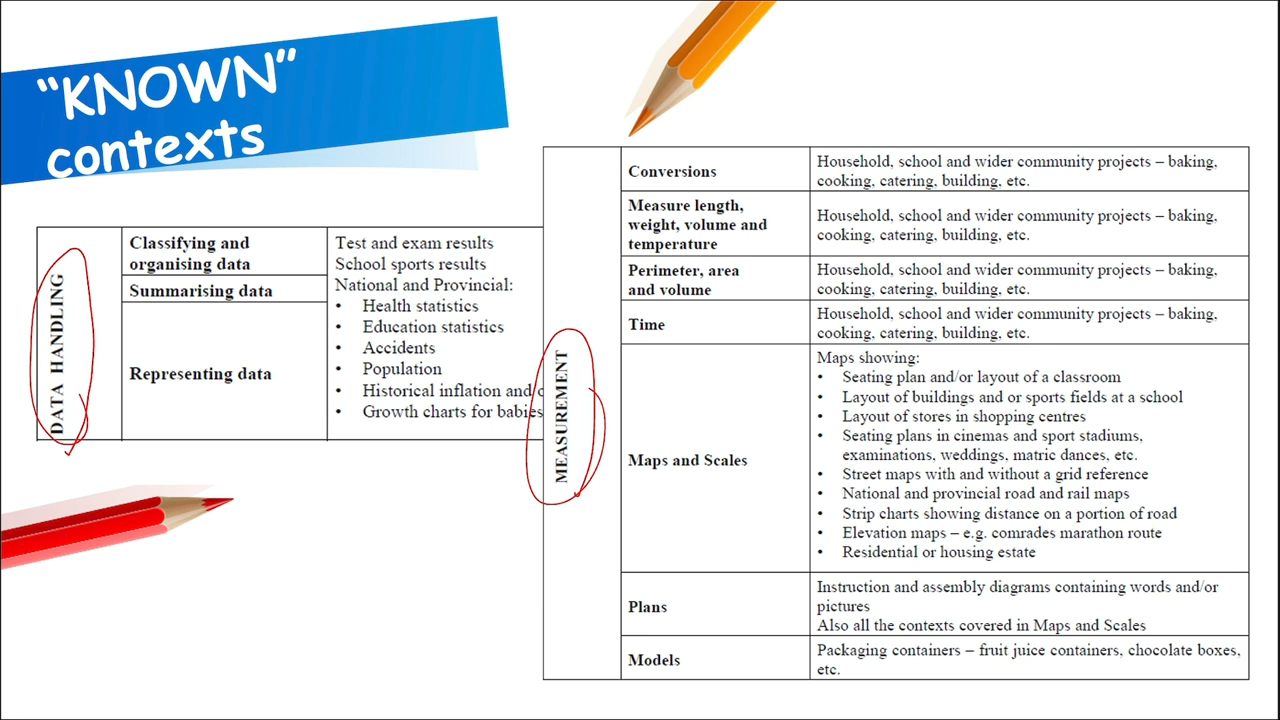 “KNOWN”
contexts
DATA HANDLING
Classifying and
organising data
Summarising data
Representing data
Test and exam results
School sports results
National and Provincial:
• Health statistics
• Education statistics
• Accidents
• Population
• Historical inflation and
• Growth charts for babies
MEASUREMENT
Conversions
Household, school and wider community projects – baking,
cooking, catering, building, etc.
Measure length,
weight, volume and
temperature
Household, school and wider community projects – baking,
cooking, catering, building, etc.
Perimeter, area
and volume
Household, school and wider community projects – baking,
cooking, catering, building, etc.
Time
Household, school and wider community projects – baking,
cooking, catering, building, etc.
Maps and Scales
Maps showing:
• Seating plan and/or layout of a classroom
• Layout of buildings and or sports fields at a school
• Layout of stores in shopping centres
• Seating plans in cinemas and sport stadiums,
examinations, weddings, matric dances, etc.
• Street maps with and without a grid reference
• National and provincial road and rail maps
• Strip charts showing distance on a portion of road
• Elevation maps – e.g. comrades marathon route
• Residential or housing estate
Plans
Instruction and assembly diagrams containing words and/or
pictures
Also all the contexts covered in Maps and Scales
Models
Packaging containers – fruit juice containers, chocolate boxes,
etc.